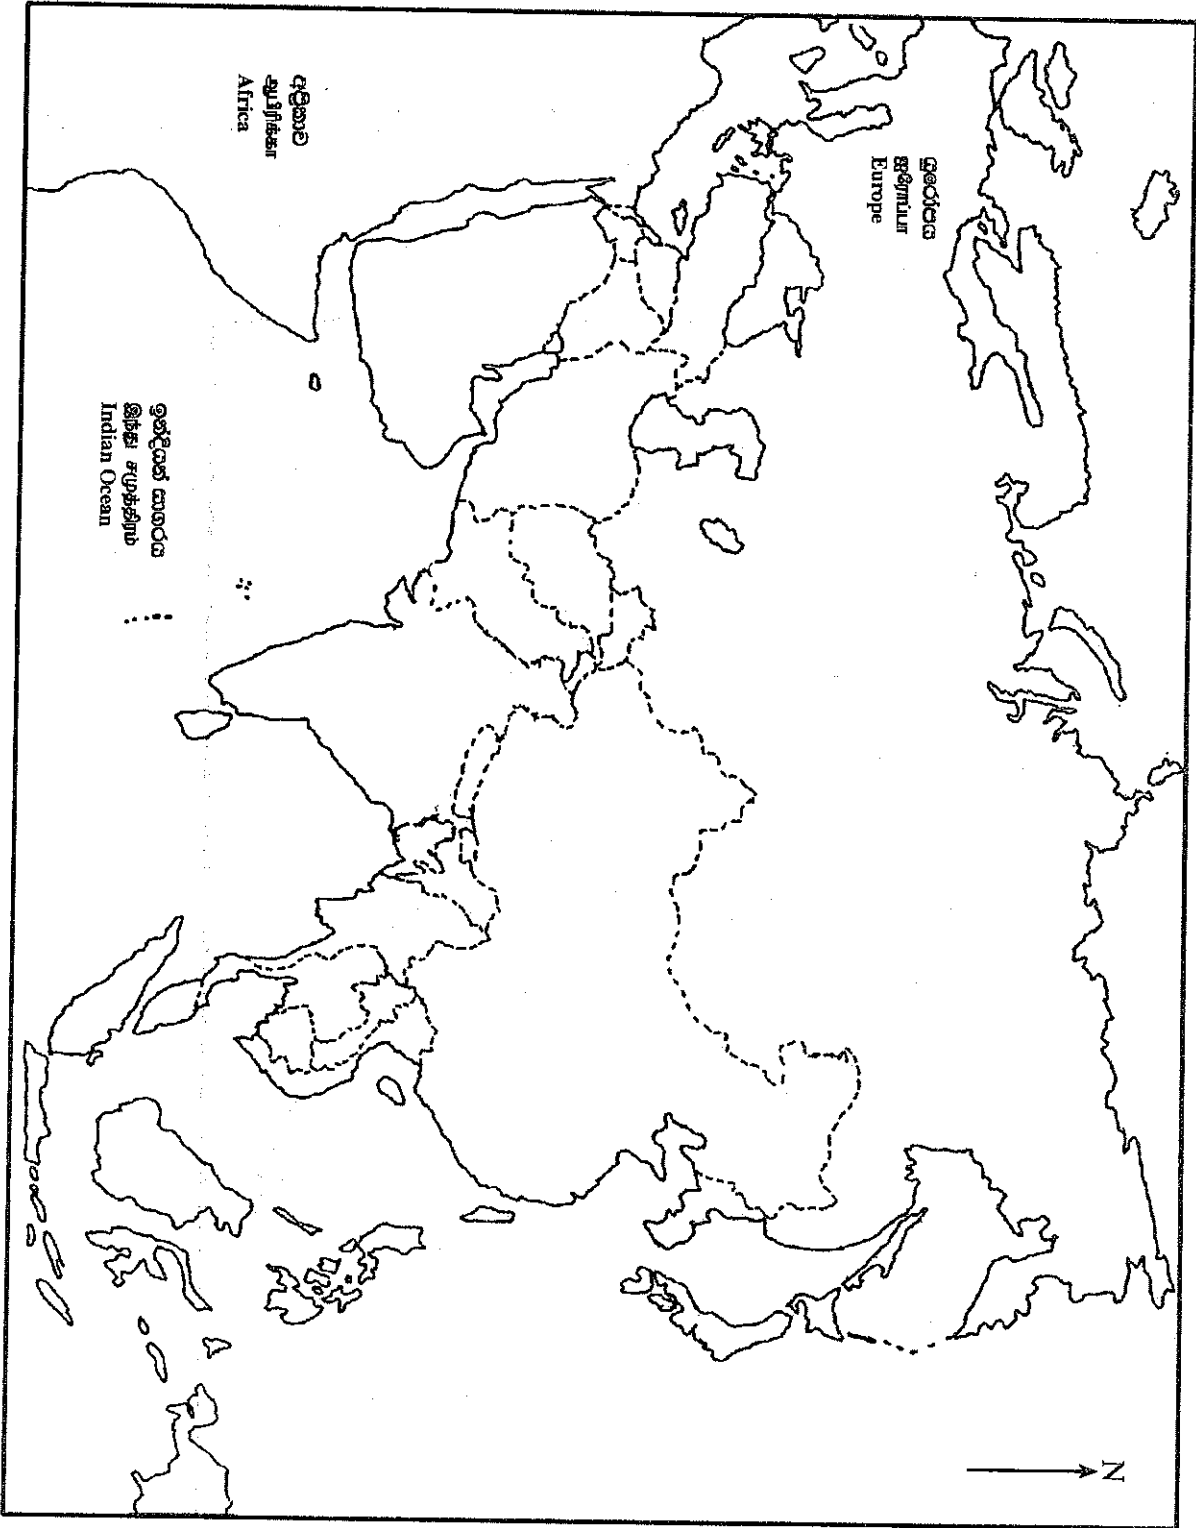 යුරෝපය
ஐரோப்பா
Europe
අප්‍රිකාව
ஆபிரிக்கா
Africa
ඉන්දියන් සාගරය
இந்து சமுத்திரம்
Indian Ocean
N